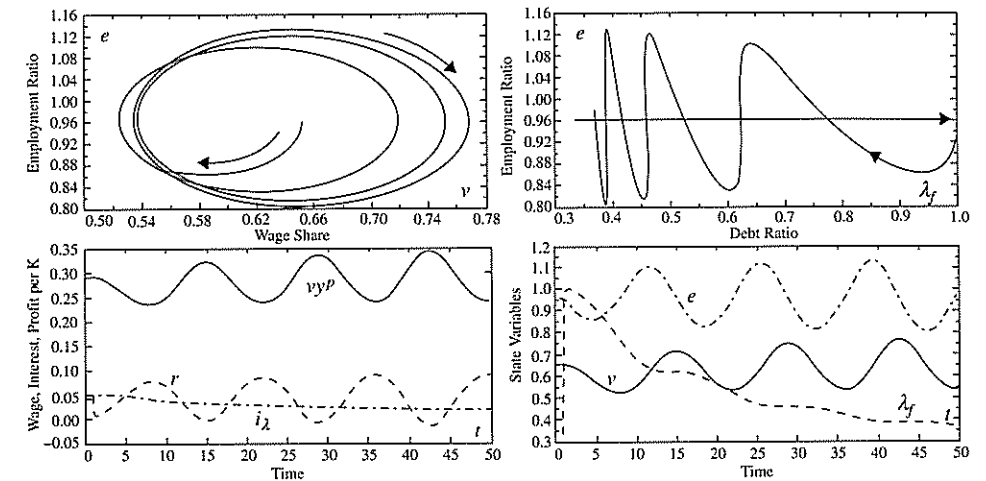 e
Employment Ratio
1.16
1.12
1.08
1.04
1.00
0.96
0.92
0.88
0.84
0.80
v
0.50 0.54 0.58 0.62 0.66 0.70 0.74 0.78
Wage Share
e
Employment Ratio
1.16
1.12
1.08
1.04
1.00
0.96
0.92
0.88
0.84
0.80
λf
0.3 0.4 0.5 0.6 0.7 0.8 0.9 1.0
Debt Ratio
Wage, Interest, Profit per K
0.35
0.30
0.25
0.20
0.15
0.10
0.05
0.00
−0.05
vyp
r
iλ
t
0 5 10 15 20 25 30 35 40 45 50
Time
State Variables
1.2
1.1
1.0
0.9
0.8
0.7
0.6
0.5
0.4
0.3
e
v
λf
t
0 5 10 15 20 25 30 35 40 45 50
Time